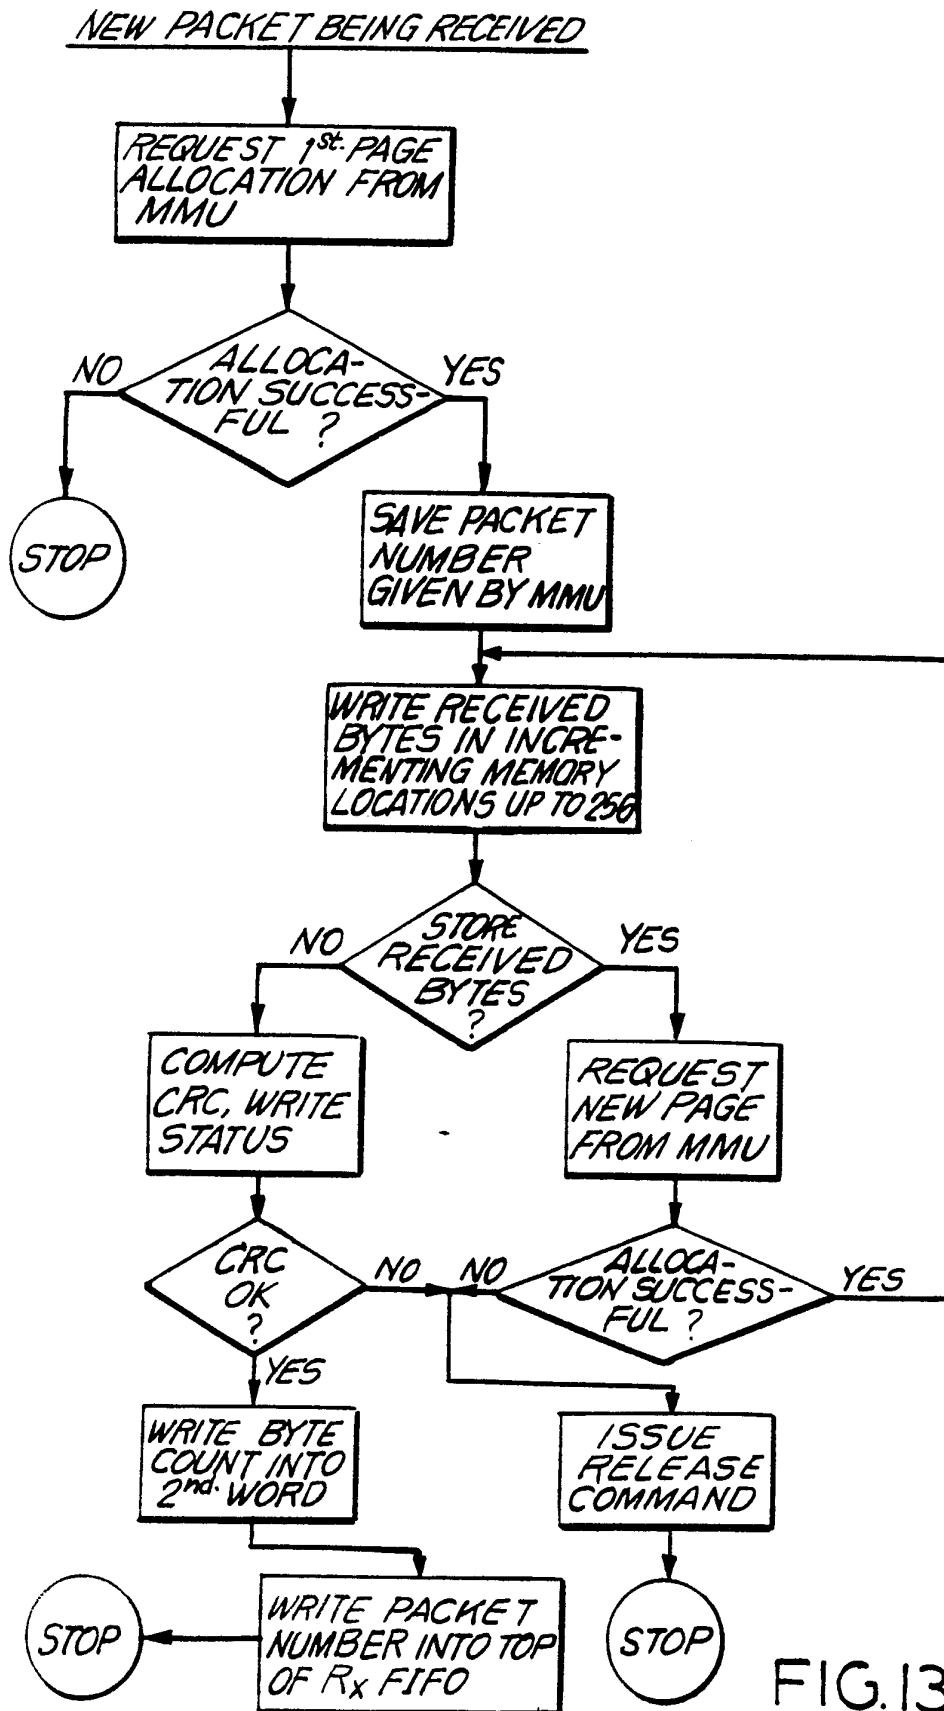 NEW PACKET BEING RECEIVED
REQUEST 1st. PAGE
ALLOCATION FROM
MMU
NO
ALLOCA-
TION SUCCESS-
FUL ?
YES
STOP
SAVE PACKET
NUMBER
GIVEN BY MMU
WRITE RECEIVED
BYTES IN INCRE-
MENTING MEMORY
LOCATIONS UP TO 256
NO
STORE
RECEIVED
BYTES
?
YES
COMPUTE
CRC, WRITE
STATUS
REQUEST
NEW PAGE
FROM MMU
CRC
OK
?
NO
NO
ALLOCA-
TION SUCCESS-
FUL ?
YES
YES
WRITE BYTE
COUNT INTO
2nd. WORD
ISSUE
RELEASE
COMMAND
STOP
WRITE PACKET
NUMBER INTO TOP
OF Rx FIFO
STOP
FIG. 13